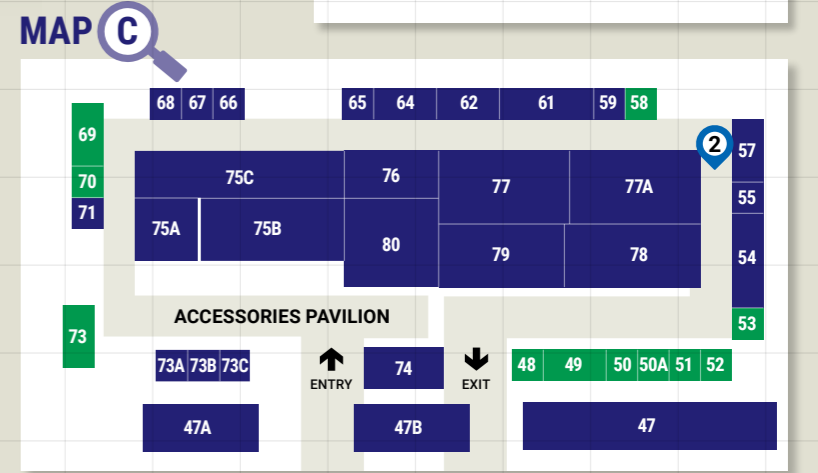 MAP C
68 67 66 65 64 62 61 59 58
69
2
57
70
75C 76 77 77A
55
71
75A 75B 80 79 78
54
ACCESSORIES PAVILION
53
73
73A 73B 73C
ENTRY
74
EXIT
48 49 50 50A 51 52
47A 47B 47